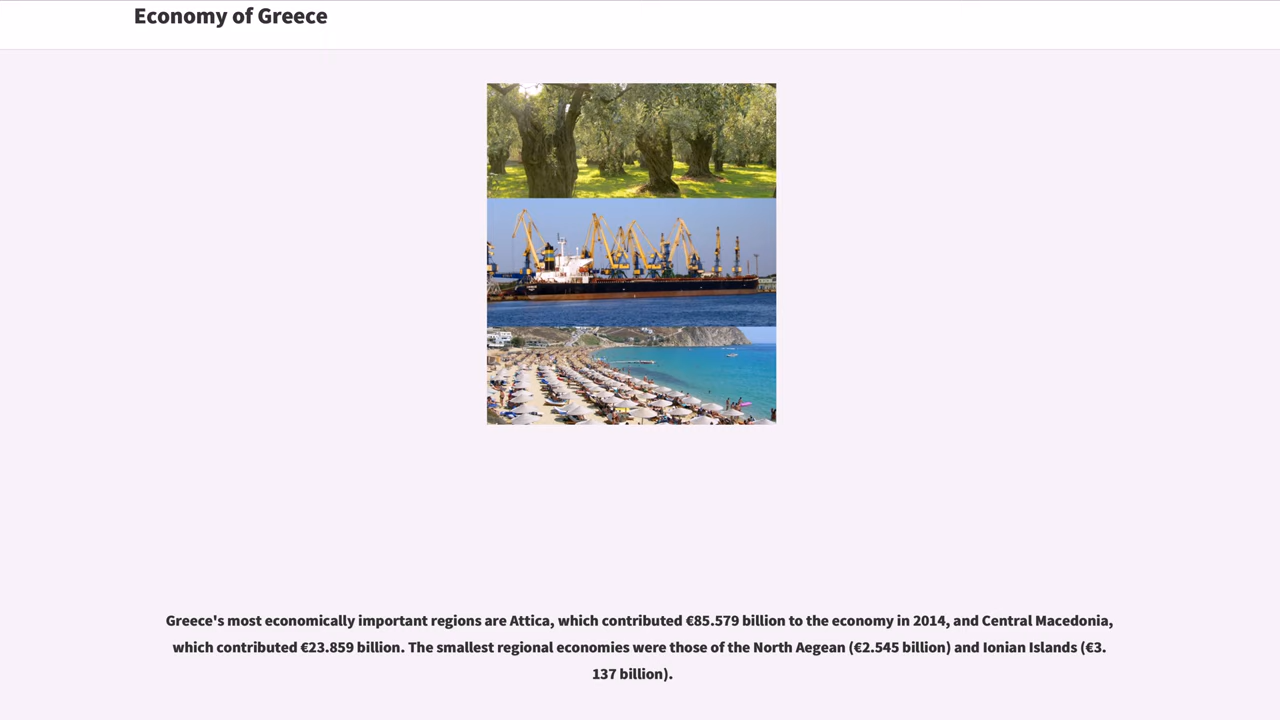 Economy of Greece
Greece's most economically important regions are Attica, which contributed €85.579 billion to the economy in 2014, and Central Macedonia,
which contributed €23.859 billion. The smallest regional economies were those of the North Aegean (€2.545 billion) and Ionian Islands (€3.
137 billion).